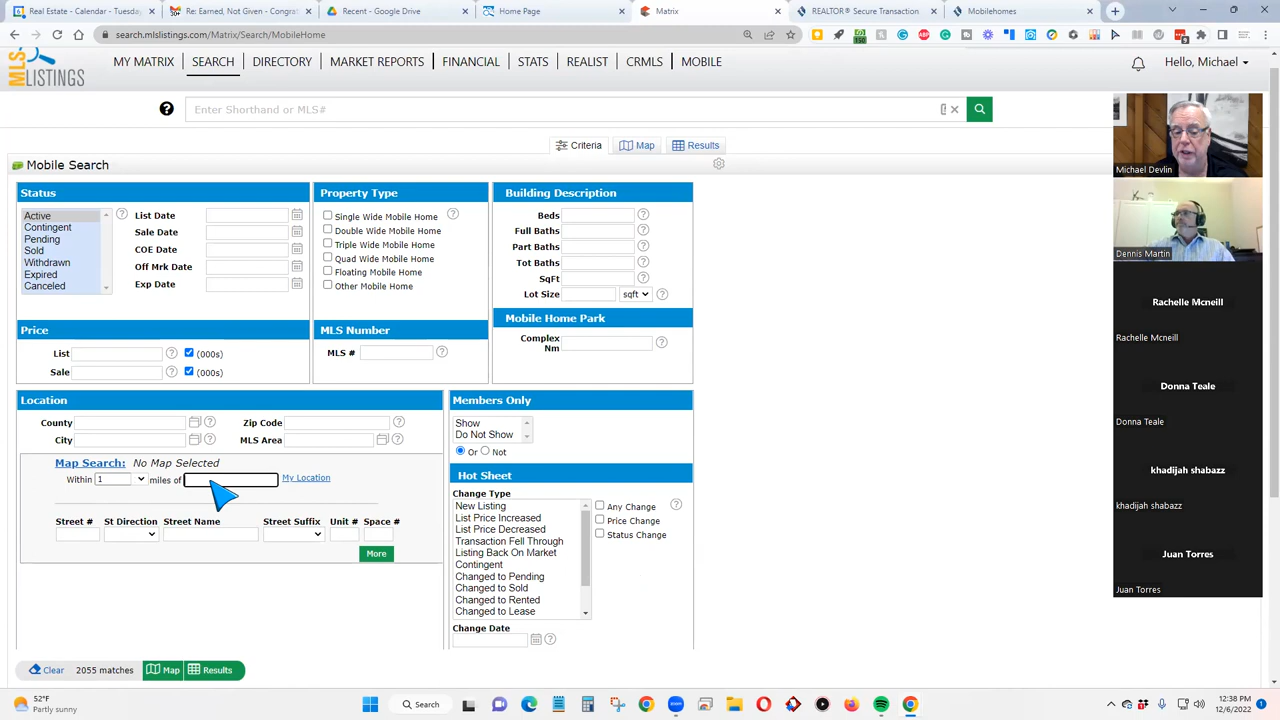 Real Estate - Calendar - Tuesday,
Re: Earned, Not Given - Congra
Recent - Google Drive
Home Page
Matrix
REALTOR® Secure Transaction
Mobilehomes
search.mlslistings.com/Matrix/Search/MobileHome
MLS
LISTINGS
MY MATRIX
SEARCH
DIRECTORY
MARKET REPORTS
FINANCIAL
STATS
REALIST
CRMLS
MOBILE
Hello, Michael
Enter Shorthand or MLS#
Criteria
Map
Results
Mobile Search
Status
Active
Contingent
Pending
Sold
Withdrawn
Expired
Canceled
List Date
Sale Date
COE Date
Off Mrk Date
Exp Date
Property Type
Single Wide Mobile Home
Double Wide Mobile Home
Triple Wide Mobile Home
Quad Wide Mobile Home
Floating Mobile Home
Other Mobile Home
Building Description
Beds
Full Baths
Part Baths
Tot Baths
SqFt
Lot Size
sqft
Mobile Home Park
Complex
Nm
Price
List
(000s)
Sale
(000s)
MLS Number
MLS #
Location
County
Zip Code
City
MLS Area
Map Search: No Map Selected
Within 1 miles of
My Location
Street # St Direction Street Name Street Suffix Unit # Space #
More
Members Only
Show
Do Not Show
Or Not
Hot Sheet
Change Type
New Listing
List Price Increased
List Price Decreased
Transaction Fell Through
Listing Back On Market
Contingent
Changed to Pending
Changed to Sold
Changed to Rented
Changed to Lease
Any Change
Price Change
Status Change
Change Date
Clear
2055 matches
Map
Results
Michael Devlin
Dennis Martin
Rachelle Mcneill
Rachelle Mcneill
Donna Teale
Donna Teale
khadijah shabazz
khadijah shabazz
Juan Torres
Juan Torres
52°F
Partly sunny
Search
12:38 PM
12/6/2022